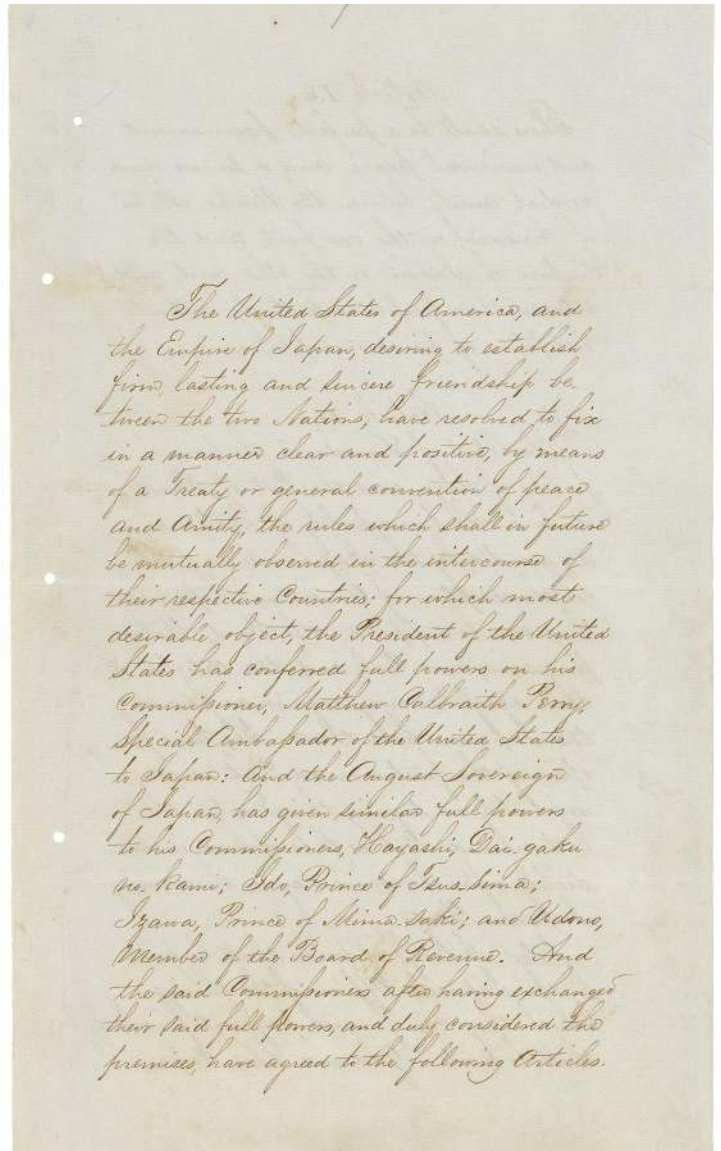 The United States of America, and
the Empire of Japan, desiring to establish
firm, lasting and sincere friendship be-
tween the two Nations, have resolved to fix
in a manner clear and positive, by means
of a Treaty or general convention of peace
and Amity, the rules which shall in future
be mutually observed in the intercourse of
their respective Countries; for which most
desirable object, the President of the United
States has conferred full powers on his
Commissioner, Matthew Calbraith Perry,
Special Ambassador of the United States
to Japan: And the August Sovereign
of Japan, has given similar full powers
to his Commissioners, Hayashi, Dai-gaku
no-kami; Ido, Prince of Tsus-Sima;
Izawa, Prince of Mima-saki; and Udono,
Member of the Board of Revenue. And
the said Commissioners after having exchanged
their said full powers, and duly considered the
premises, have agreed to the following Articles.